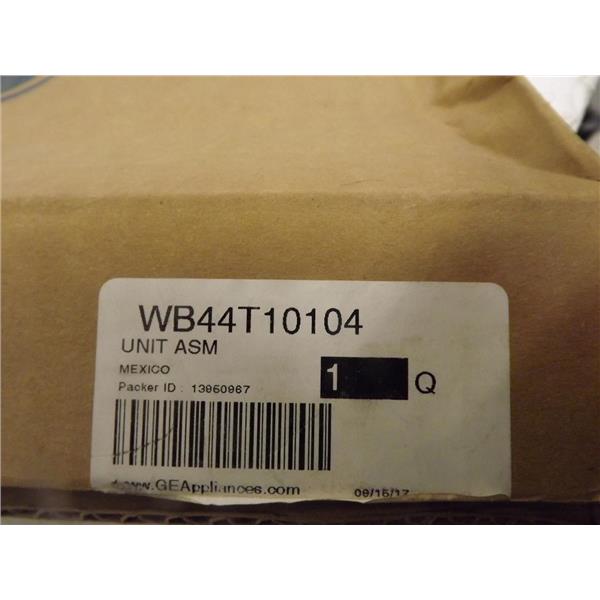 WB44T10104
UNIT ASM
MEXICO
1 Q
Packer ID : 13960967
www.GEAppliances.com 09/15/17